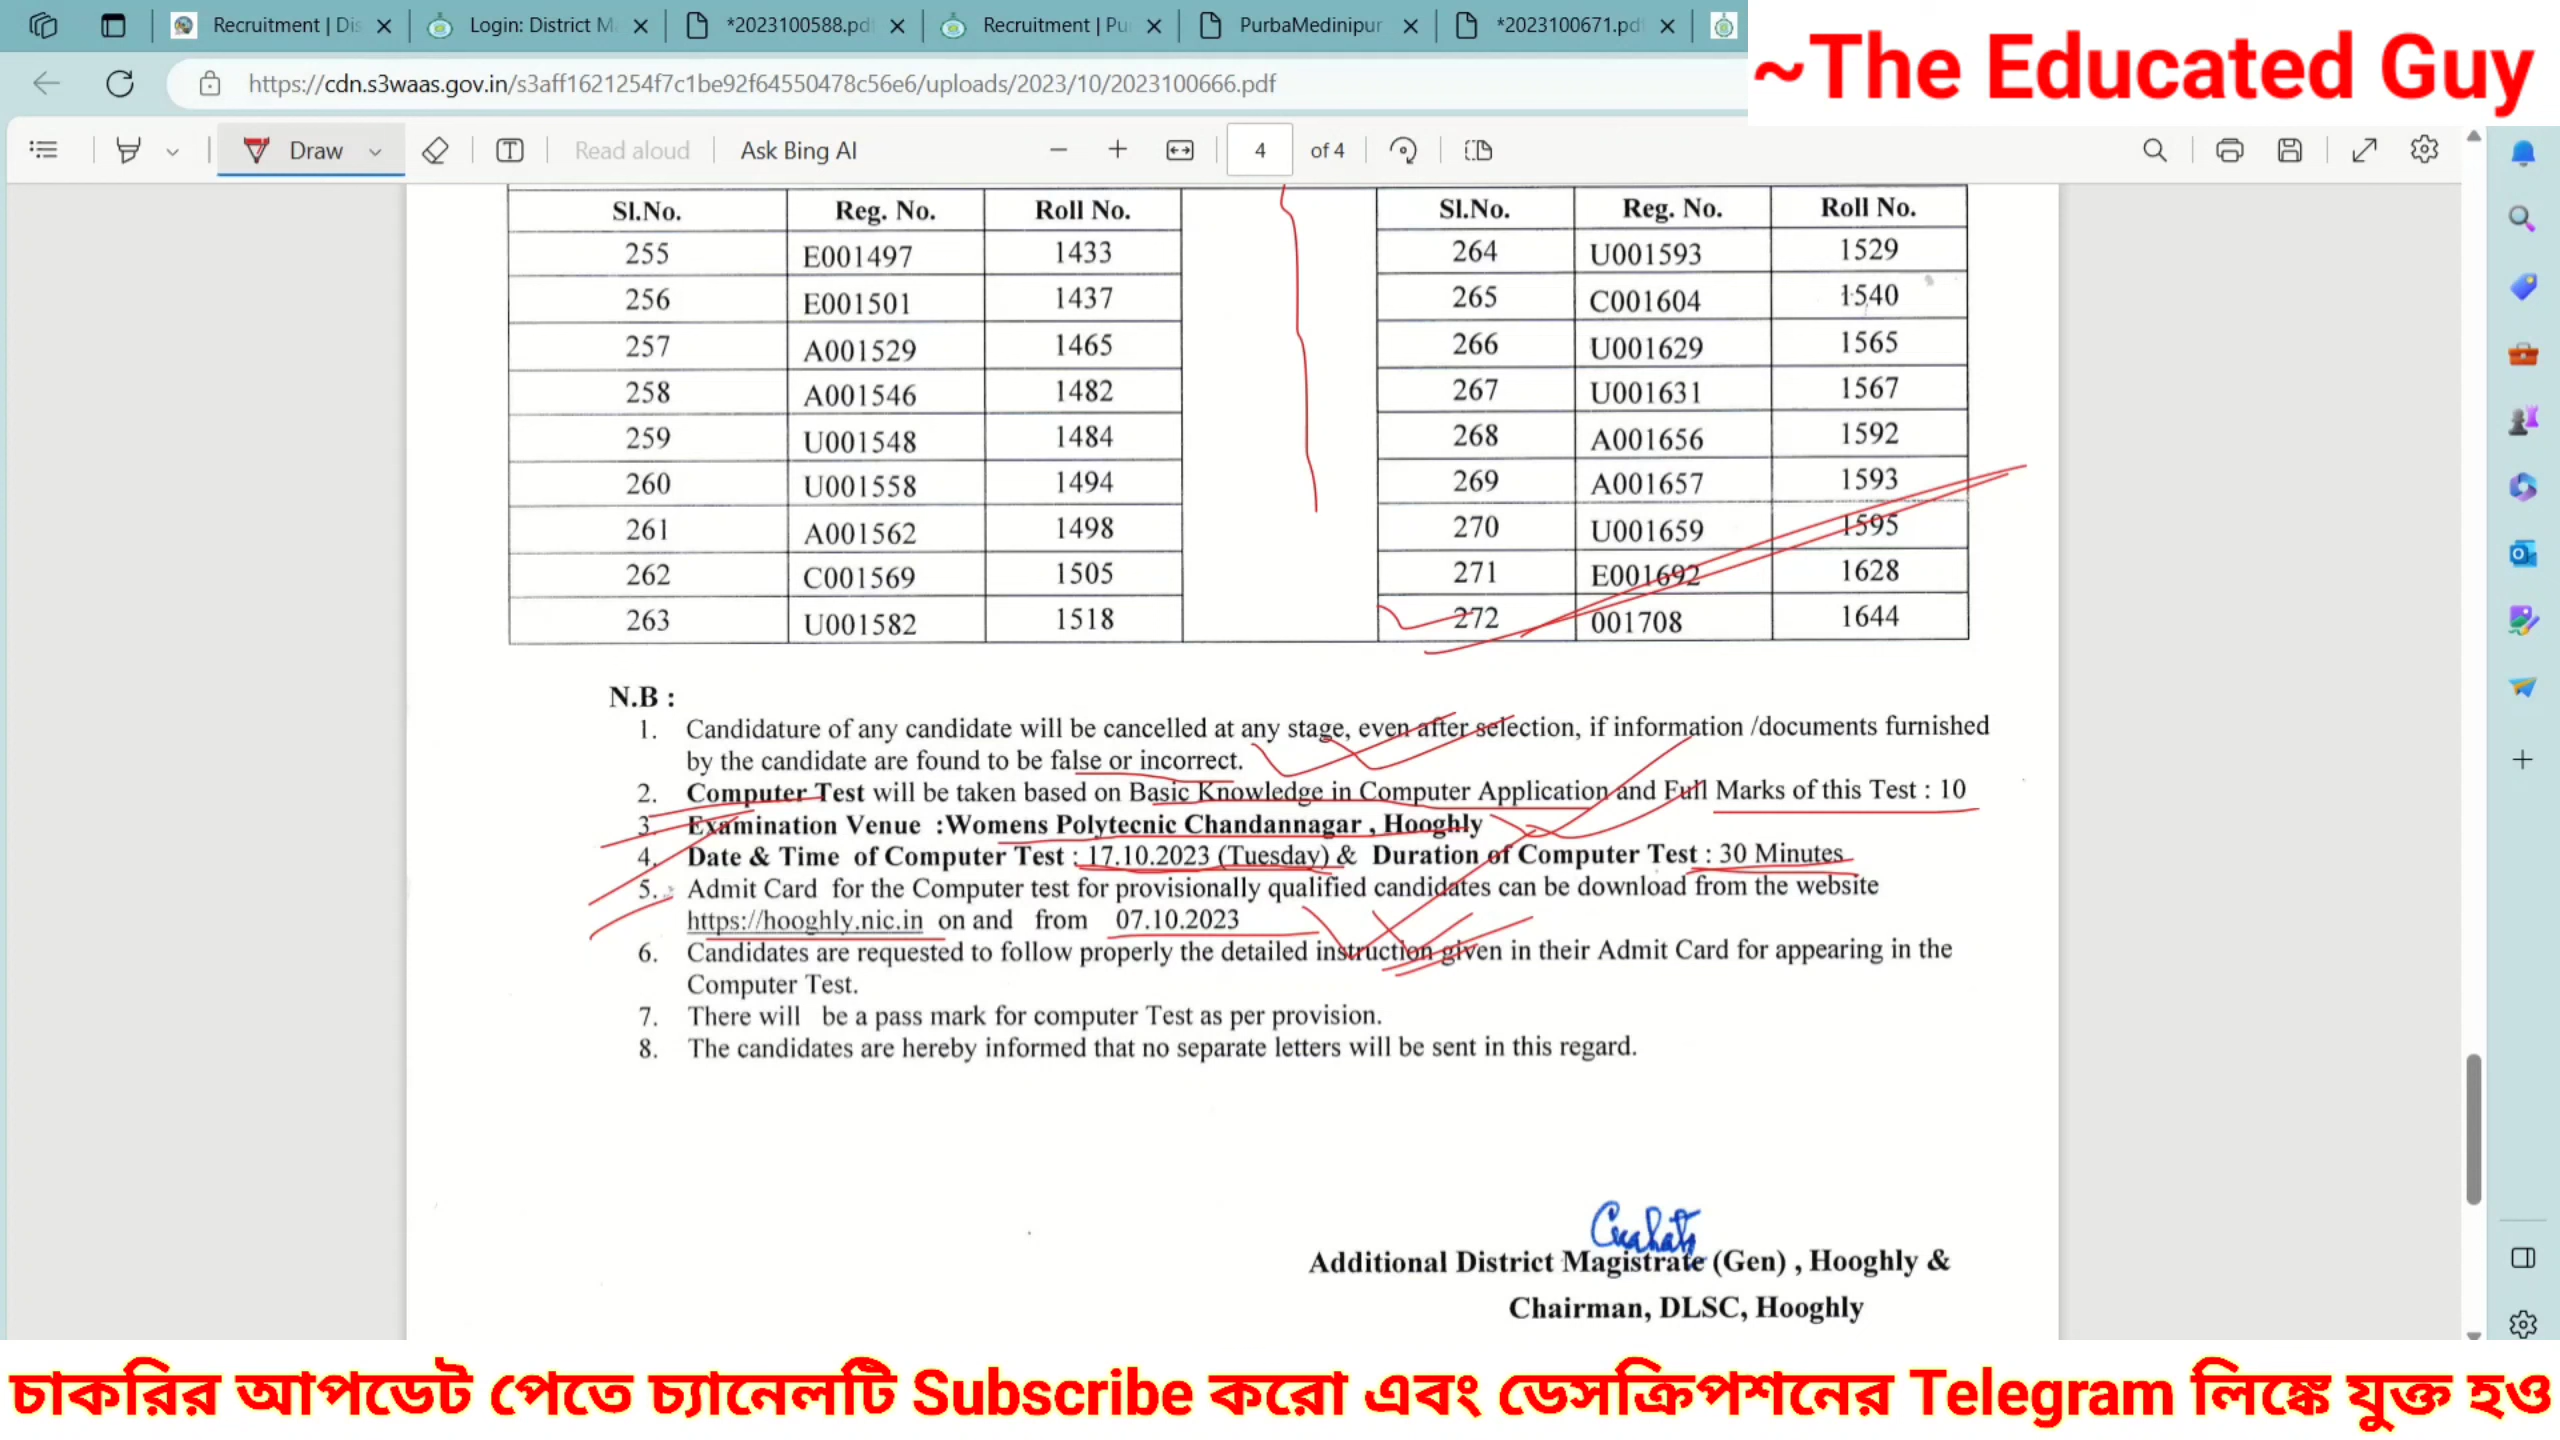 Recruitment | Dis
Login: District Ma
*2023100588.pdf
Recruitment | Pur
PurbaMedinipur
*2023100671.pdf
~The Educated Guy
https://cdn.s3waas.gov.in/s3aff1621254f7c1be92f64550478c56e6/uploads/2023/10/2023100666.pdf
Draw
Read aloud
Ask Bing AI
4 of 4
Sl.No. Reg. No. Roll No. Sl.No. Reg. No. Roll No.
255 E001497 1433 264 U001593 1529
256 E001501 1437 265 C001604 1540
257 A001529 1465 266 U001629 1565
258 A001546 1482 267 U001631 1567
259 U001548 1484 268 A001656 1592
260 U001558 1494 269 A001657 1593
261 A001562 1498 270 U001659 1595
262 C001569 1505 271 E001692 1628
263 U001582 1518 272 001708 1644
N.B :
1. Candidature of any candidate will be cancelled at any stage, even after selection, if information /documents furnished
by the candidate are found to be false or incorrect.
2. Computer Test will be taken based on Basic Knowledge in Computer Application and Full Marks of this Test : 10
3. Examination Venue :Womens Polytecnic Chandannagar , Hooghly
4. Date & Time of Computer Test : 17.10.2023 (Tuesday) & Duration of Computer Test : 30 Minutes
5. Admit Card for the Computer test for provisionally qualified candidates can be download from the website
https://hooghly.nic.in on and from 07.10.2023
6. Candidates are requested to follow properly the detailed instruction given in their Admit Card for appearing in the
Computer Test.
7. There will be a pass mark for computer Test as per provision.
8. The candidates are hereby informed that no separate letters will be sent in this regard.
Additional District Magistrate (Gen) , Hooghly &
Chairman, DLSC, Hooghly
চাকরির আপডেট পেতে চ্যানেলটি Subscribe করো এবং ডেসক্রিপশনের Telegram লিঙ্কে যুক্ত হও